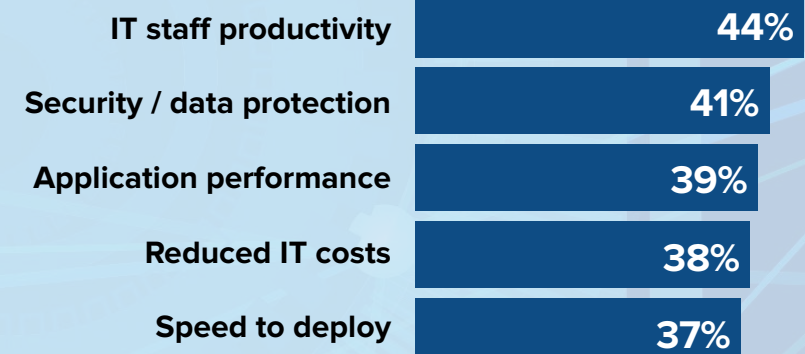 IT staff productivity 44%
Security / data protection 41%
Application performance 39%
Reduced IT costs 38%
Speed to deploy 37%